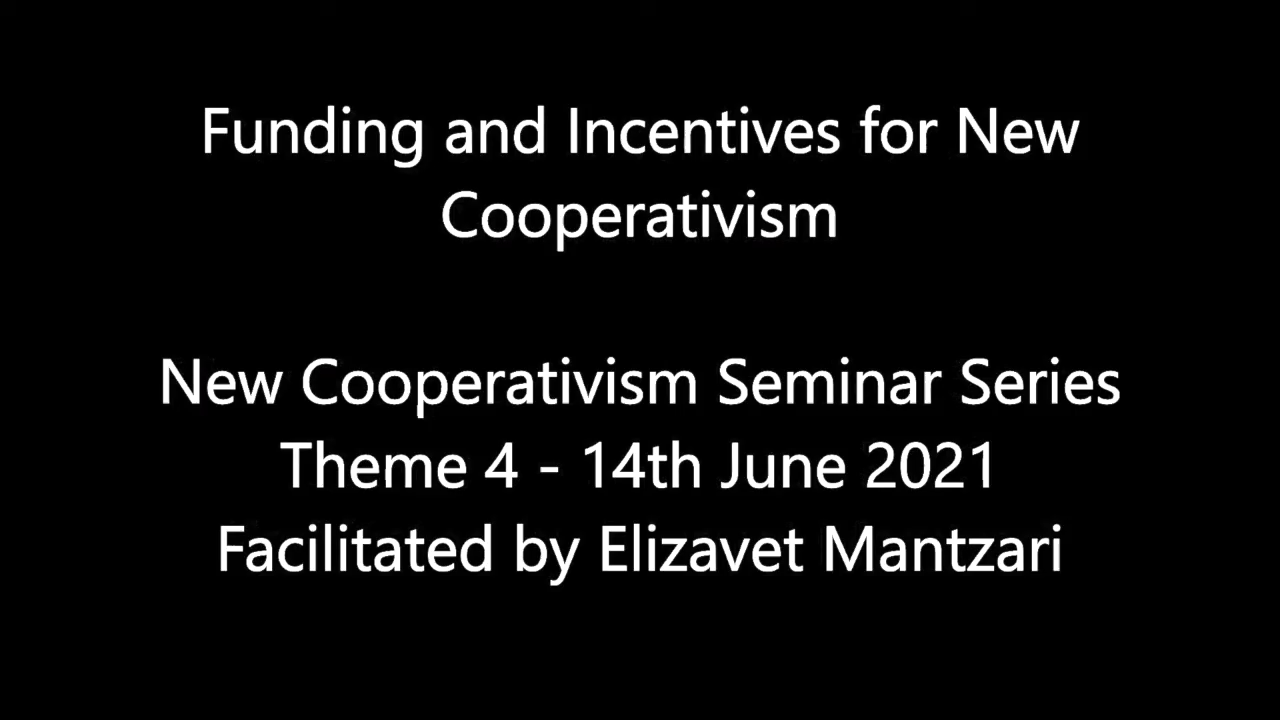 Funding and Incentives for New
Cooperativism
New Cooperativism Seminar Series
Theme 4 - 14th June 2021
Facilitated by Elizavet Mantzari